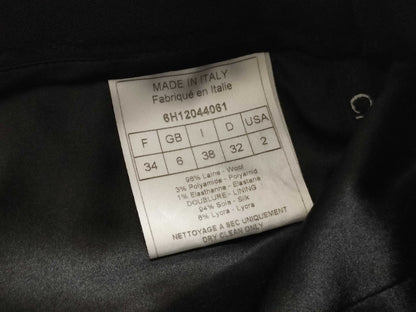 MADE IN ITALY
Fabriqué en Italie
6H12044061
F GB I D USA
34 6 38 32 2
96% Laine - Wool
3% Polyamide - Polyamid
1% Elasthanne - Elastane
DOUBLURE - LINING
94% Soie - Silk
6% Lycra - Lycra
NETTOYAGE A SEC UNIQUEMENT
DRY CLEAN ONLY